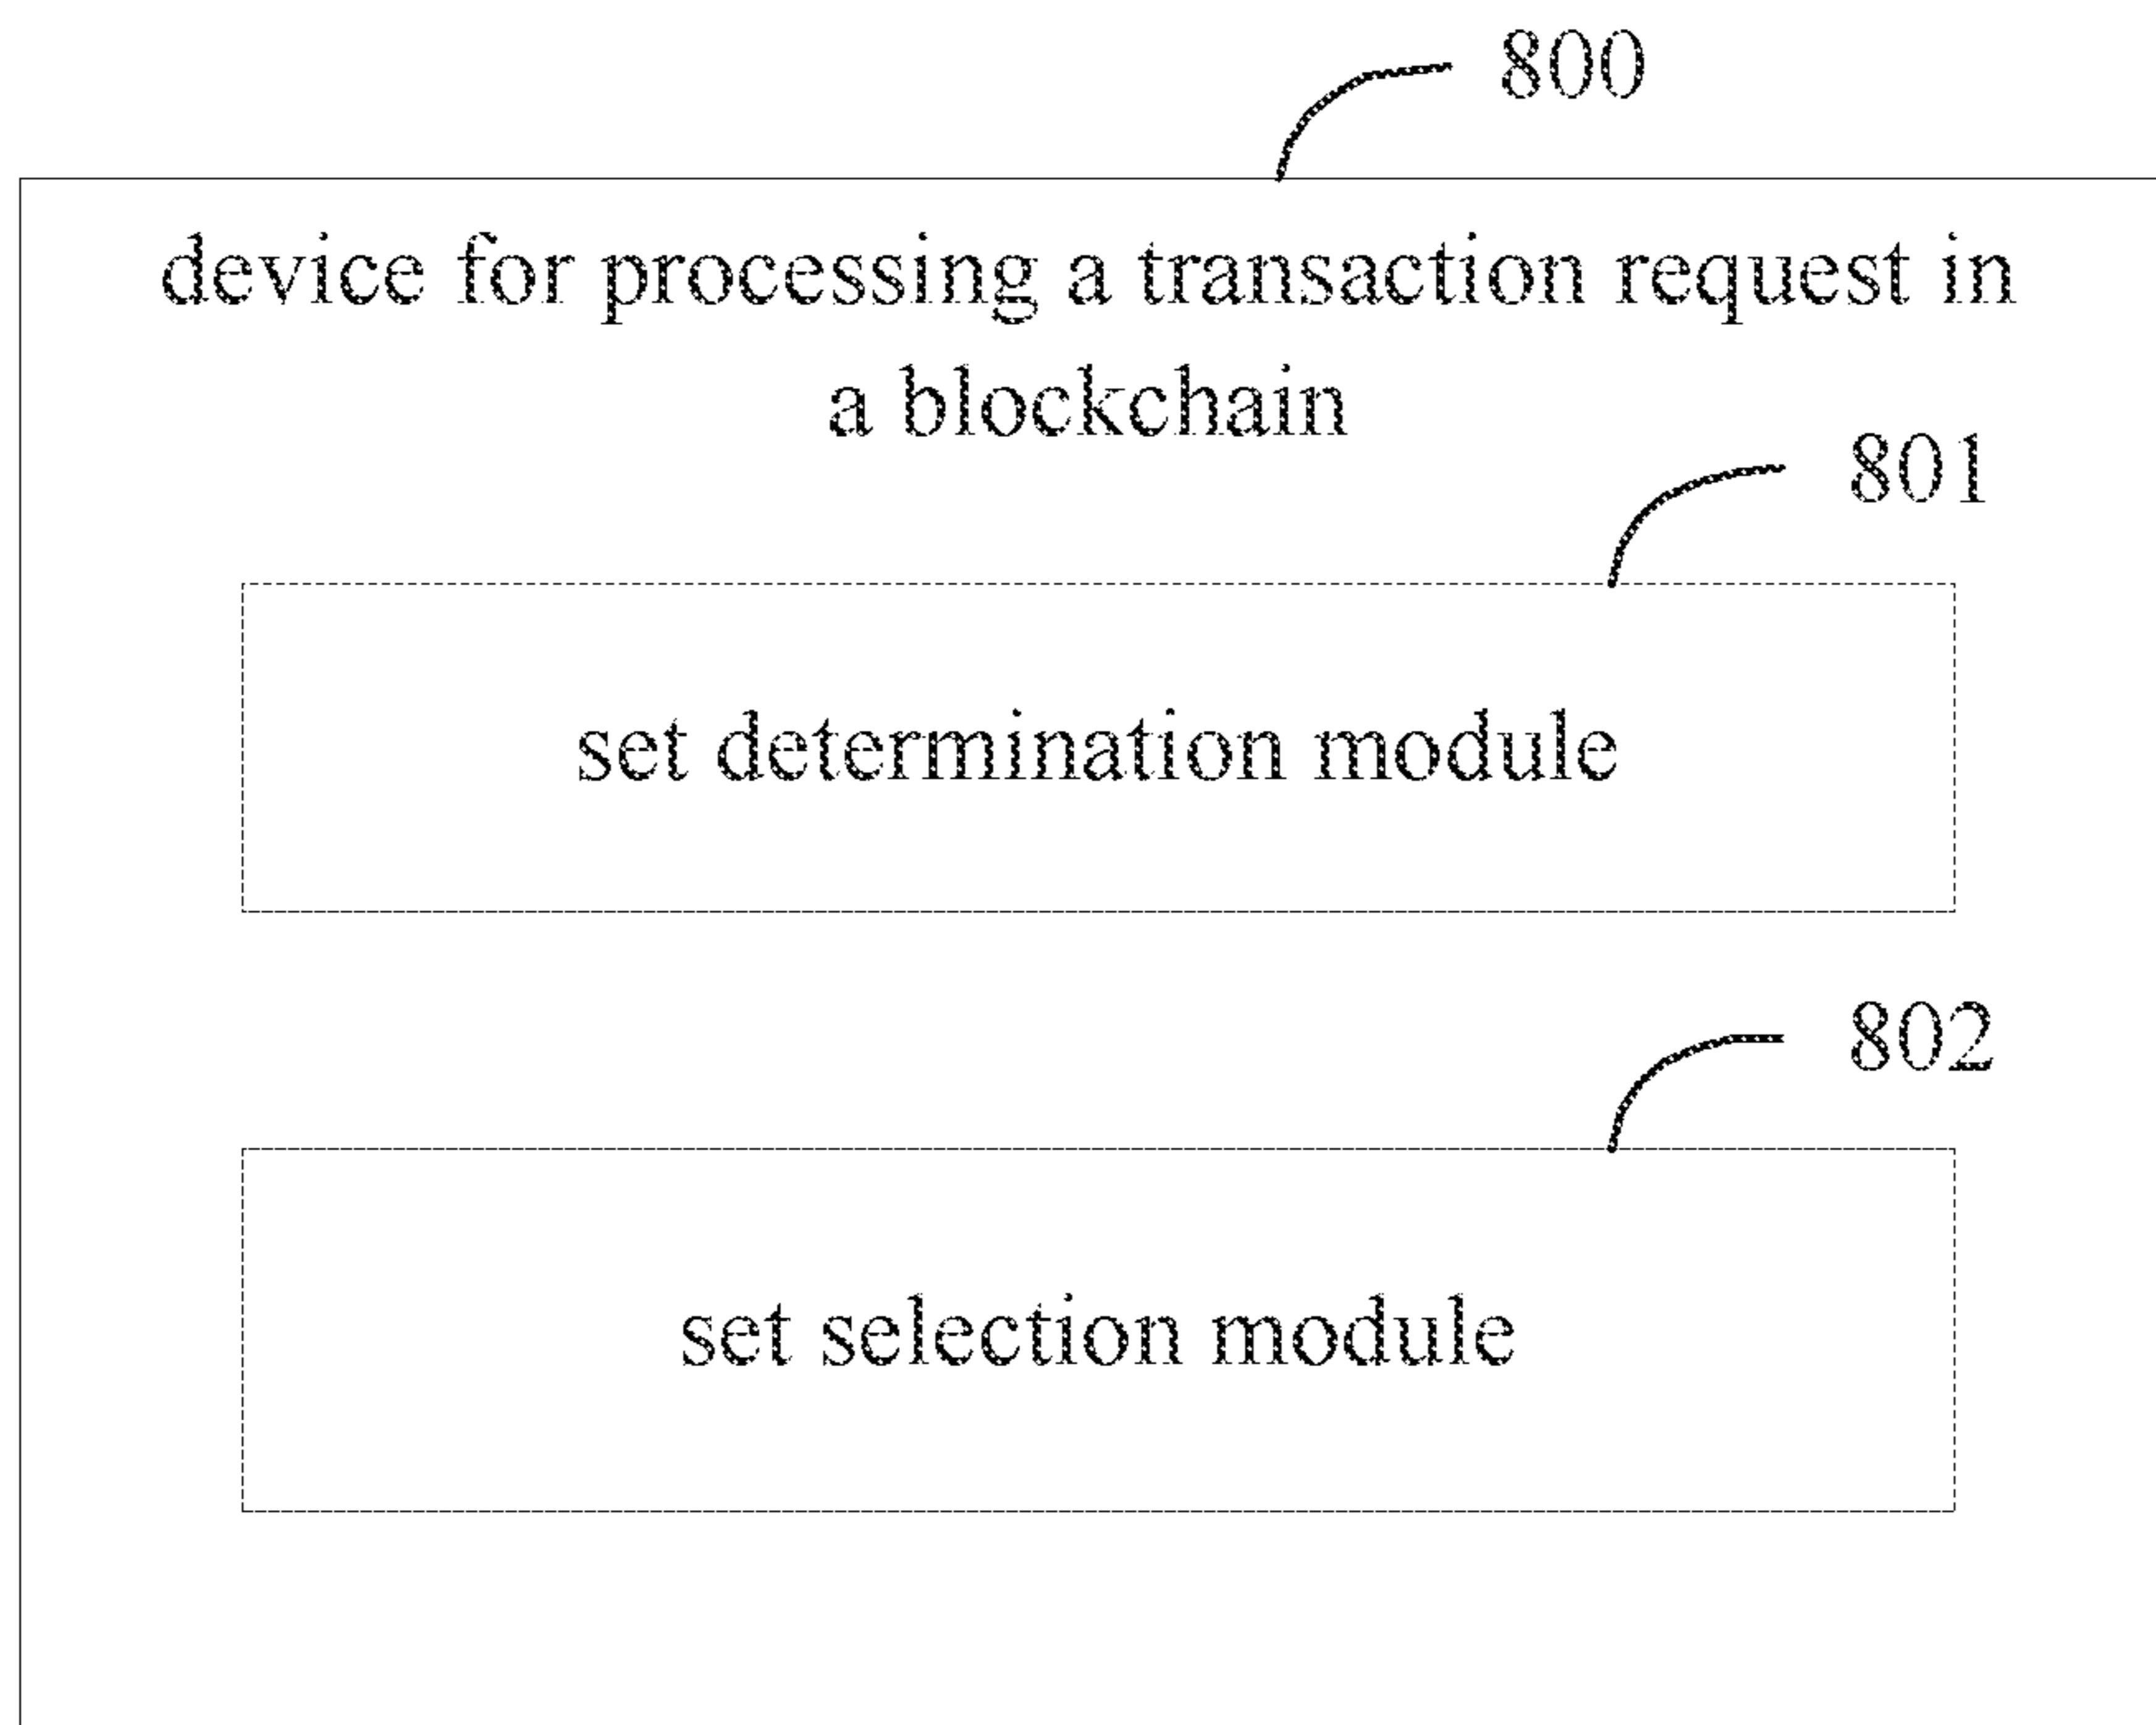 800
device for processing a transaction request in
a blockchain
801
set determination module
802
set selection module